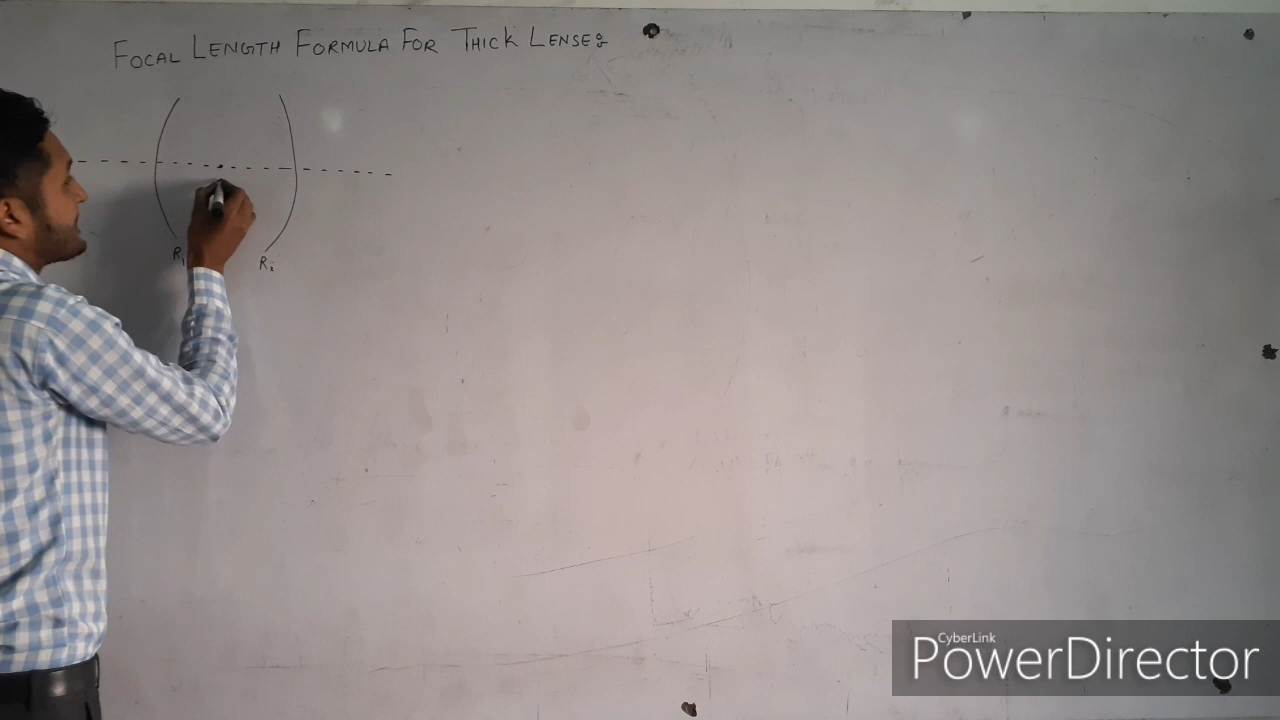 FOCAL LENGTH FORMULA FOR THICK LENSES
R1
R2
CyberLink
PowerDirector